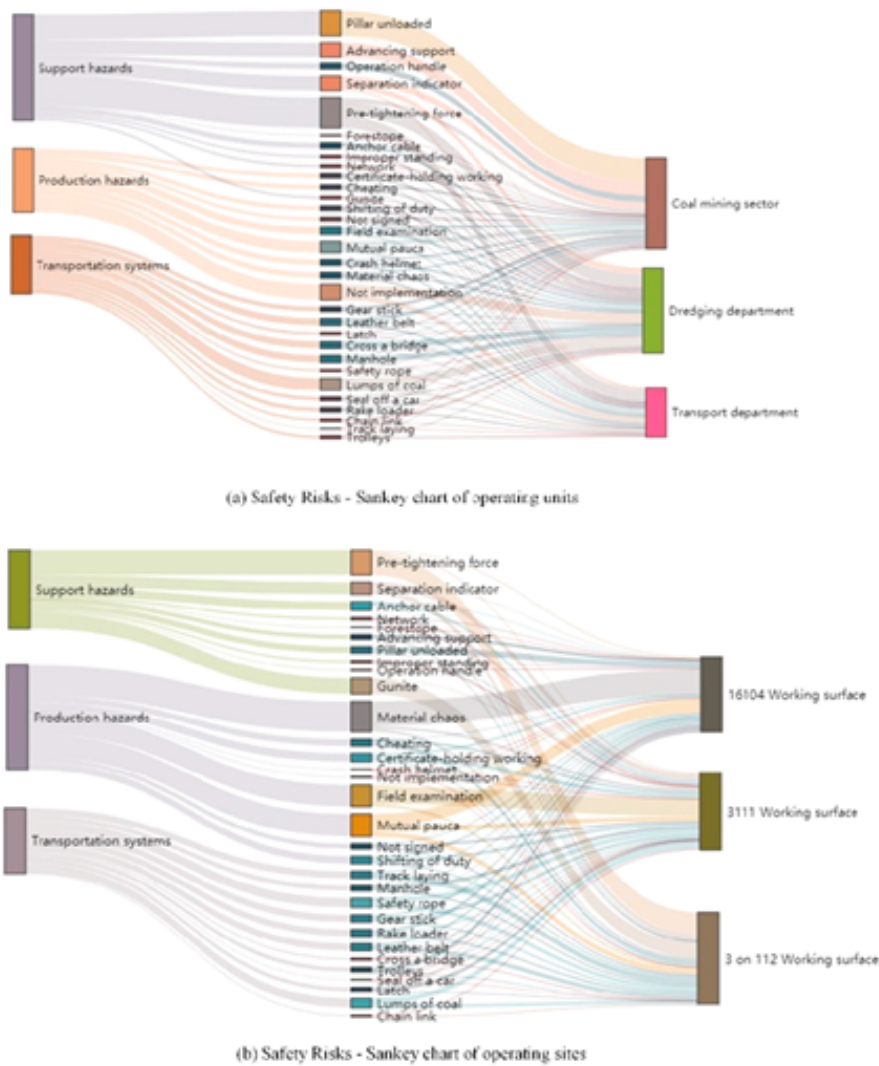 Support hazards
Production hazards
Transportation systems
Pillar unloaded
Advancing support
Operation handle
Separation indicator
Pre-tightening force
Forestope
Anchor cable
Improper standing
Network
Certificate-holding working
Cheating
Gunite
Shifting of duty
Not signed
Field examination
Mutual pauca
Crash helmet
Material chaos
Not implementation
Gear stick
Leather belt
Latch
Cross a bridge
Manhole
Safety rope
Lumps of coal
Seal off a car
Rake loader
Chain link
Track laying
Trolleys
Coal mining sector
Dredging department
Transport department
(a) Safety Risks - Sankey chart of operating units
Support hazards
Production hazards
Transportation systems
Pre-tightening force
Separation indicator
Anchor cable
Network
Forestope
Advancing support
Pillar unloaded
Improper standing
Operation handle
Gunite
Material chaos
Cheating
Certificate-holding working
Crash helmet
Not implementation
Field examination
Mutual pauca
Not signed
Shifting of duty
Track laying
Manhole
Safety rope
Gear stick
Rake loader
Leather belt
Cross a bridge
Trolleys
Seal off a car
Latch
Lumps of coal
Chain link
16104 Working surface
3111 Working surface
3 on 112 Working surface
(b) Safety Risks - Sankey chart of operating sites